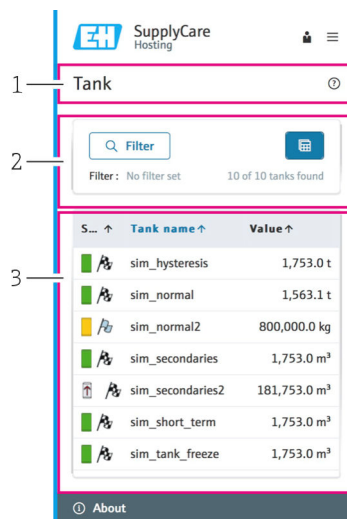 EH SupplyCare
Hosting
1 Tank ?
2
Filter
Filter : No filter set 10 of 10 tanks found
3
S... ↑ Tank name↑ Value↑
sim_hysteresis 1,753.0 t
sim_normal 1,563.1 t
sim_normal2 800,000.0 kg
sim_secondaries 1,753.0 m³
sim_secondaries2 181,753.0 m³
sim_short_term 1,753.0 m³
sim_tank_freeze 1,753.0 m³
About